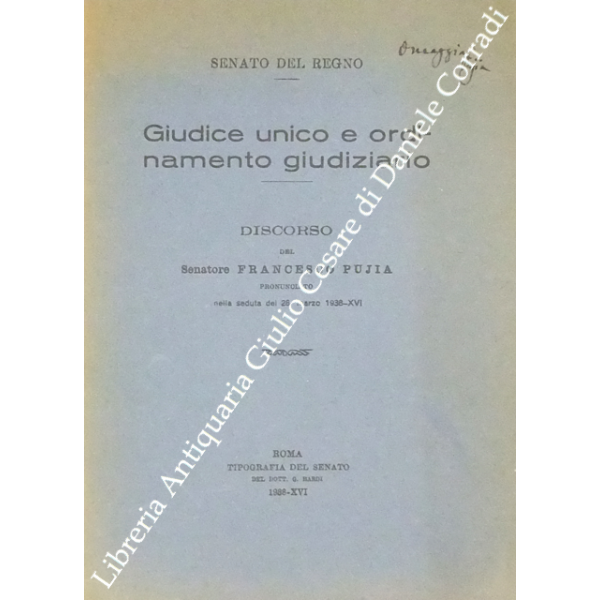 SENATO DEL REGNO
Omaggio
Giudice unico e ordi-
namento giudiziario
DISCORSO
DEL
Senatore FRANCESCO PUJIA
PRONUNCIATO
nella seduta del marzo 1938-XVI
ROMA
TIPOGRAFIA DEL SENATO
DEL DOTT. G. BARDI
1938-XVI
Libreria Antiquaria Giulio Cesare di Daniele Corradi